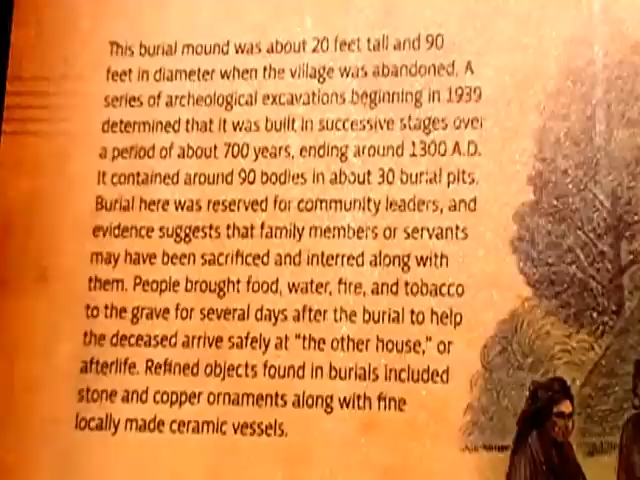 This burial mound was about 20 feet tall and 90
feet in diameter when the village was abandoned. A
series of archeological excavations beginning in 1939
determined that it was built in successive stages over
a period of about 700 years, ending around 1300 A.D.
It contained around 90 bodies in about 30 burial pits.
Burial here was reserved for community leaders, and
evidence suggests that family members or servants
may have been sacrificed and interred along with
them. People brought food, water, fire, and tobacco
to the grave for several days after the burial to help
the deceased arrive safely at "the other house," or
afterlife. Refined objects found in burials included
stone and copper ornaments along with fine
locally made ceramic vessels.